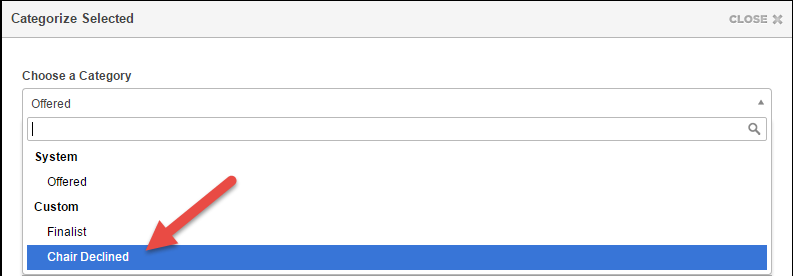 Categorize Selected CLOSE
Choose a Category
Offered
System
Offered
Custom
Finalist
Chair Declined